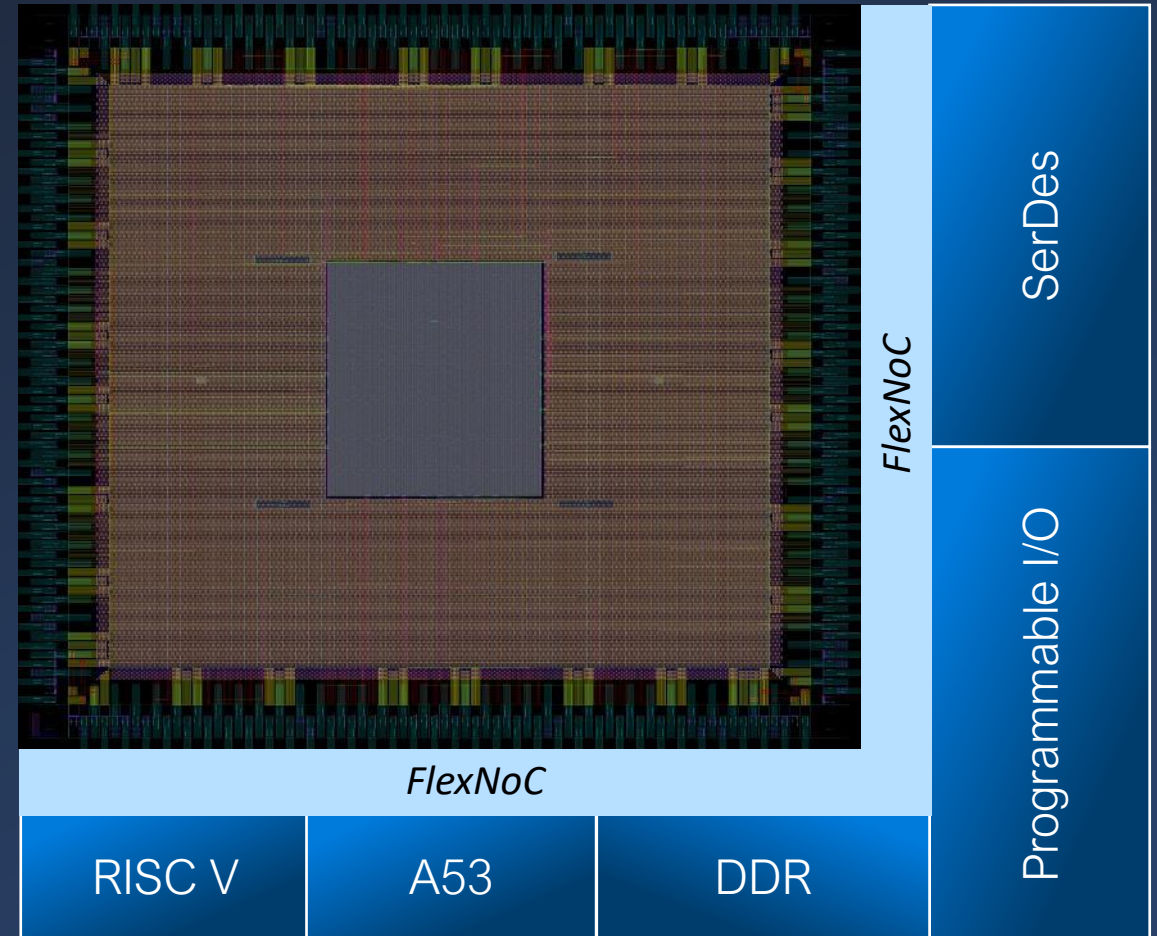 SerDes
FlexNoC
Programmable I/O
FlexNoC
RISC V
A53
DDR